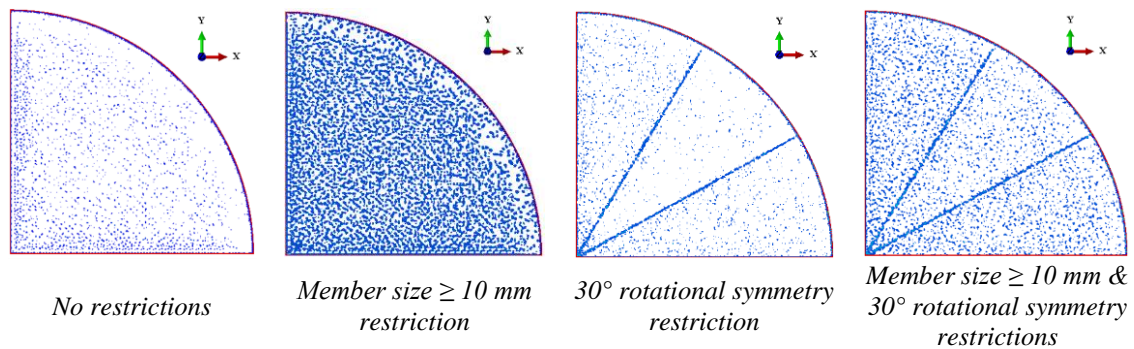 Y
X
Y
X
Y
X
Y
X
No restrictions
Member size ≥ 10 mm
restriction
30° rotational symmetry
restriction
Member size ≥ 10 mm &
30° rotational symmetry
restrictions